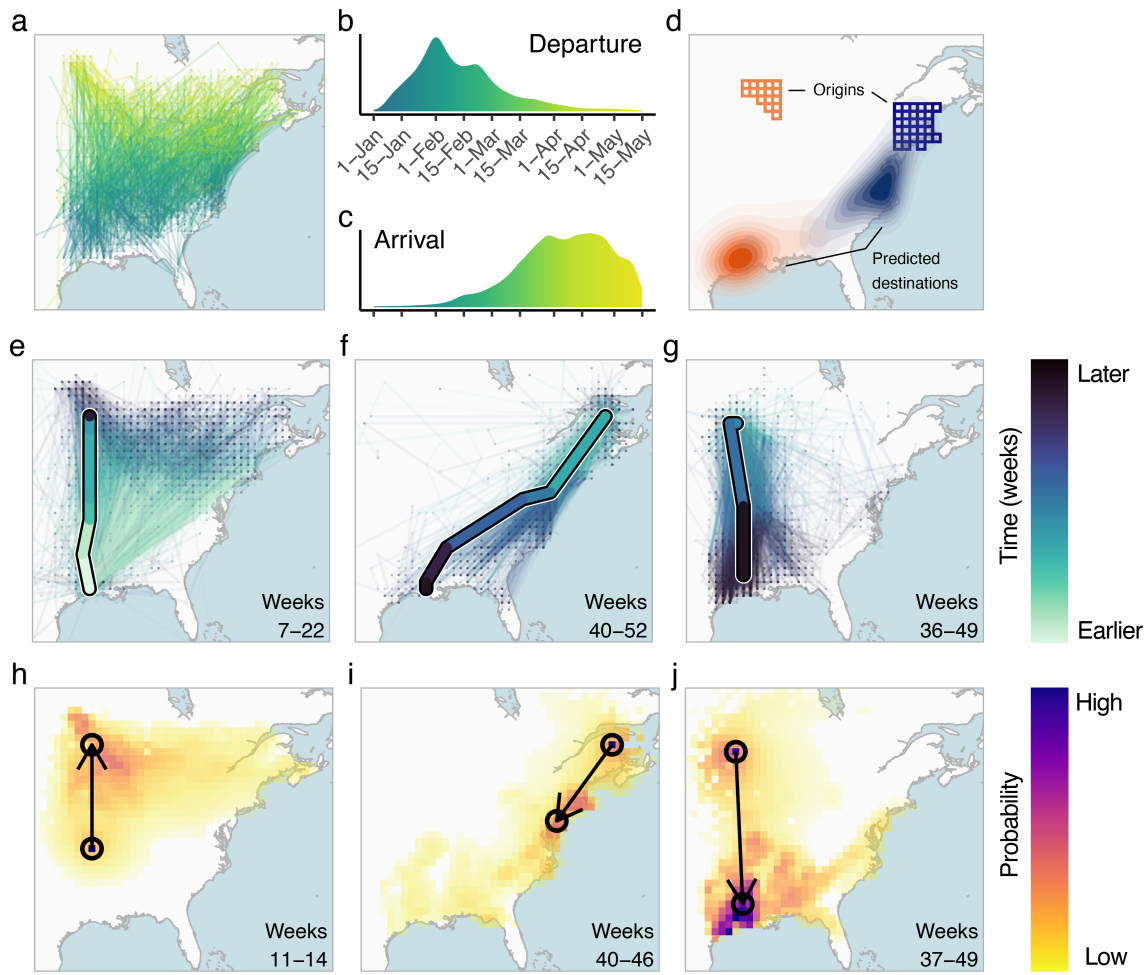 a
b
Departure
1–Jan
15–Jan
1–Feb
15–Feb
1–Mar
15–Mar
1–Apr
15–Apr
1–May
15–May
c
Arrival
d
Origins
Predicted
destinations
e
Weeks
7–22
f
Weeks
40–52
g
Weeks
36–49
Later
Time (weeks)
Earlier
h
Weeks
11–14
i
Weeks
40–46
j
Weeks
37–49
High
Probability
Low